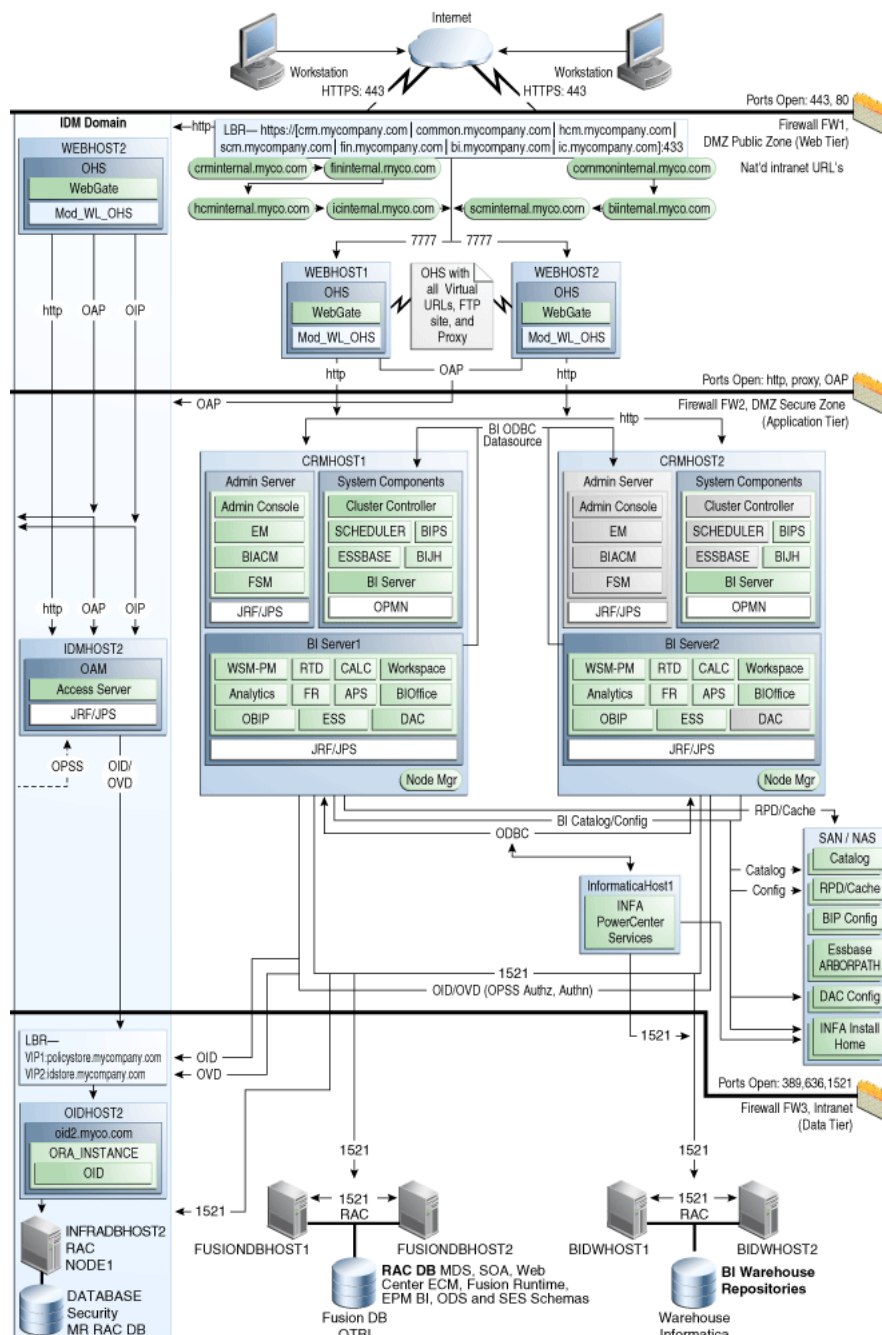 Internet
Workstation
Workstation
HTTPS: 443
HTTPS: 443
Ports Open: 443, 80
Firewall FW1,
DMZ Public Zone (Web Tier)
Nat'd intranet URL's
IDM Domain
WEBHOST2
OHS
WebGate
Mod_WL_OHS
http
LBR— https://[crm.mycompany.com | common.mycompany.com | hcm.mycompany.com |
scm.mycompany.com | fin.mycompany.com | bi.mycompany.com | ic.mycompany.com]:433
crminternal.myco.com
fininternal.myco.com
commoninternal.myco.com
hcminternal.myco.com
icinternal.myco.com
scminternal.myco.com
biinternal.myco.com
7777
7777
WEBHOST1
OHS
WebGate
Mod_WL_OHS
OHS with
all Virtual
URLs, FTP
site, and
Proxy
WEBHOST2
OHS
WebGate
Mod_WL_OHS
http
OAP
OIP
http
OAP
http
Ports Open: http, proxy, OAP
Firewall FW2, DMZ Secure Zone
(Application Tier)
OAP
http
BI ODBC
Datasource
CRMHOST1
Admin Server
Admin Console
EM
BIACM
FSM
JRF/JPS
System Components
Cluster Controller
SCHEDULER
BIPS
ESSBASE
BIJH
BI Server
OPMN
BI Server1
WSM-PM
RTD
CALC
Workspace
Analytics
FR
APS
BIOffice
OBIP
ESS
DAC
JRF/JPS
Node Mgr
CRMHOST2
Admin Server
Admin Console
EM
BIACM
FSM
JRF/JPS
System Components
Cluster Controller
SCHEDULER
BIPS
ESSBASE
BIJH
BI Server
OPMN
BI Server2
WSM-PM
RTD
CALC
Workspace
Analytics
FR
APS
BIOffice
OBIP
ESS
DAC
JRF/JPS
Node Mgr
http
OAP
OIP
IDMHOST2
OAM
Access Server
JRF/JPS
OPSS
OID/
OVD
RPD/Cache
BI Catalog/Config
ODBC
SAN / NAS
Catalog
RPD/Cache
BIP Config
Essbase
ARBORPATH
DAC Config
INFA Install
Home
Catalog
Config
InformaticaHost1
INFA
PowerCenter
Services
1521
OID/OVD (OPSS Authz, Authn)
1521
LBR—
VIP1:policystore.mycompany.com
VIP2:idstore.mycompany.com
OID
OVD
Ports Open: 389,636,1521
Firewall FW3, Intranet
(Data Tier)
OIDHOST2
oid2.myco.com
ORA_INSTANCE
OID
1521
1521
1521
INFRADBHOST2
RAC
NODE1
DATABASE
Security
MR RAC DB
1521
RAC
FUSIONDBHOST1
FUSIONDBHOST2
RAC DB MDS, SOA, Web
Center ECM, Fusion Runtime,
EPM BI, ODS and SES Schemas
Fusion DB
OTBI
1521
RAC
BIDWHOST1
BIDWHOST2
BI Warehouse
Repositories
Warehouse
Informatica